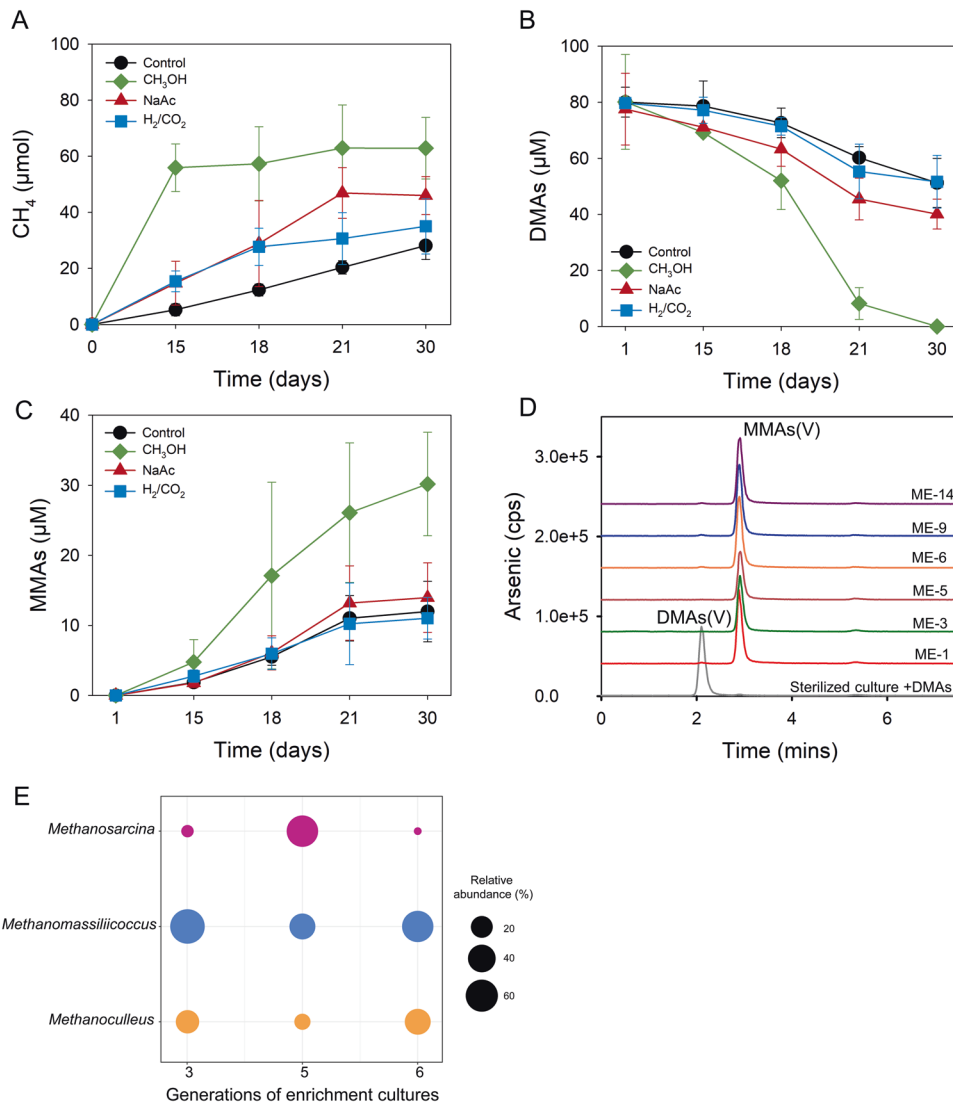 A
100
80
60
40
20
0
CH₄ (μmol)
Control
CH₃OH
NaAc
H₂/CO₂
0 15 18 21 30
Time (days)
B
100
80
60
40
20
0
DMAs (μM)
Control
CH₃OH
NaAc
H₂/CO₂
1 15 18 21 30
Time (days)
C
40
30
20
10
0
MMAs (μM)
Control
CH₃OH
NaAc
H₂/CO₂
1 15 18 21 30
Time (days)
D
MMAs(V)
3.0e+5
2.0e+5
1.0e+5
0.0
Arsenic (cps)
ME-14
ME-9
ME-6
ME-5
ME-3
DMAs(V)
ME-1
Sterilized culture +DMAs
0 2 4 6
Time (mins)
E
Methanosarcina
Methanomassiliicoccus
Methanoculleus
3 5 6
Generations of enrichment cultures
Relative
abundance (%)
20
40
60